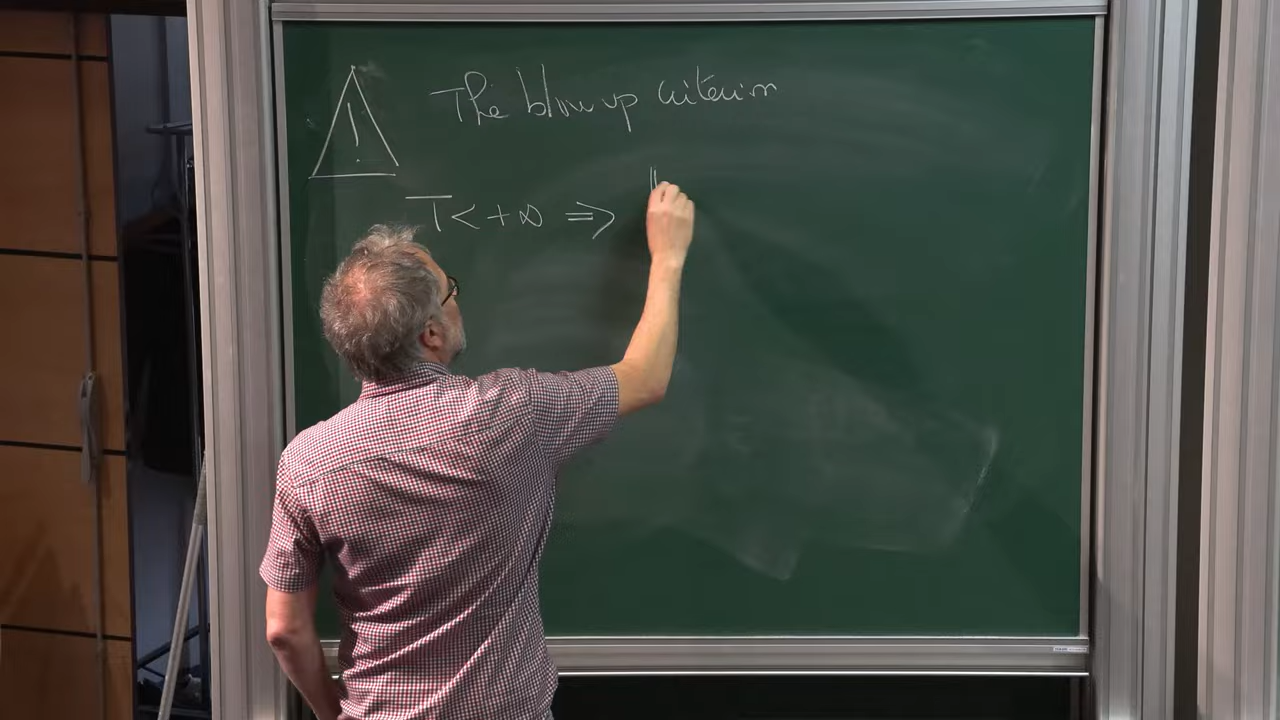 ! The blow up criterion
T < +∞ ⇒ ||